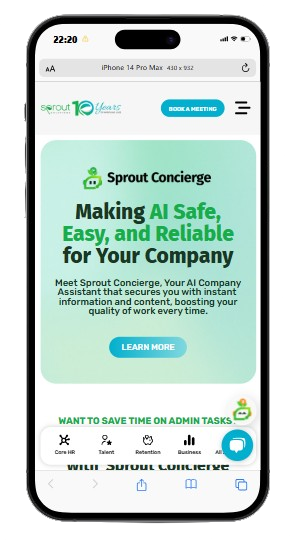 22:20
AA iPhone 14 Pro Max 430 x 932
sprout 10 Years
BOOK A MEETING
Sprout Concierge
Making AI Safe,
Easy, and Reliable
for Your Company
Meet Sprout Concierge, Your AI Company
Assistant that secures you with instant
information and content, boosting your
quality of work every time.
LEARN MORE
WANT TO SAVE TIME ON ADMIN TASKS
Core HR Talent Retention Business All
with Sprout Concierge